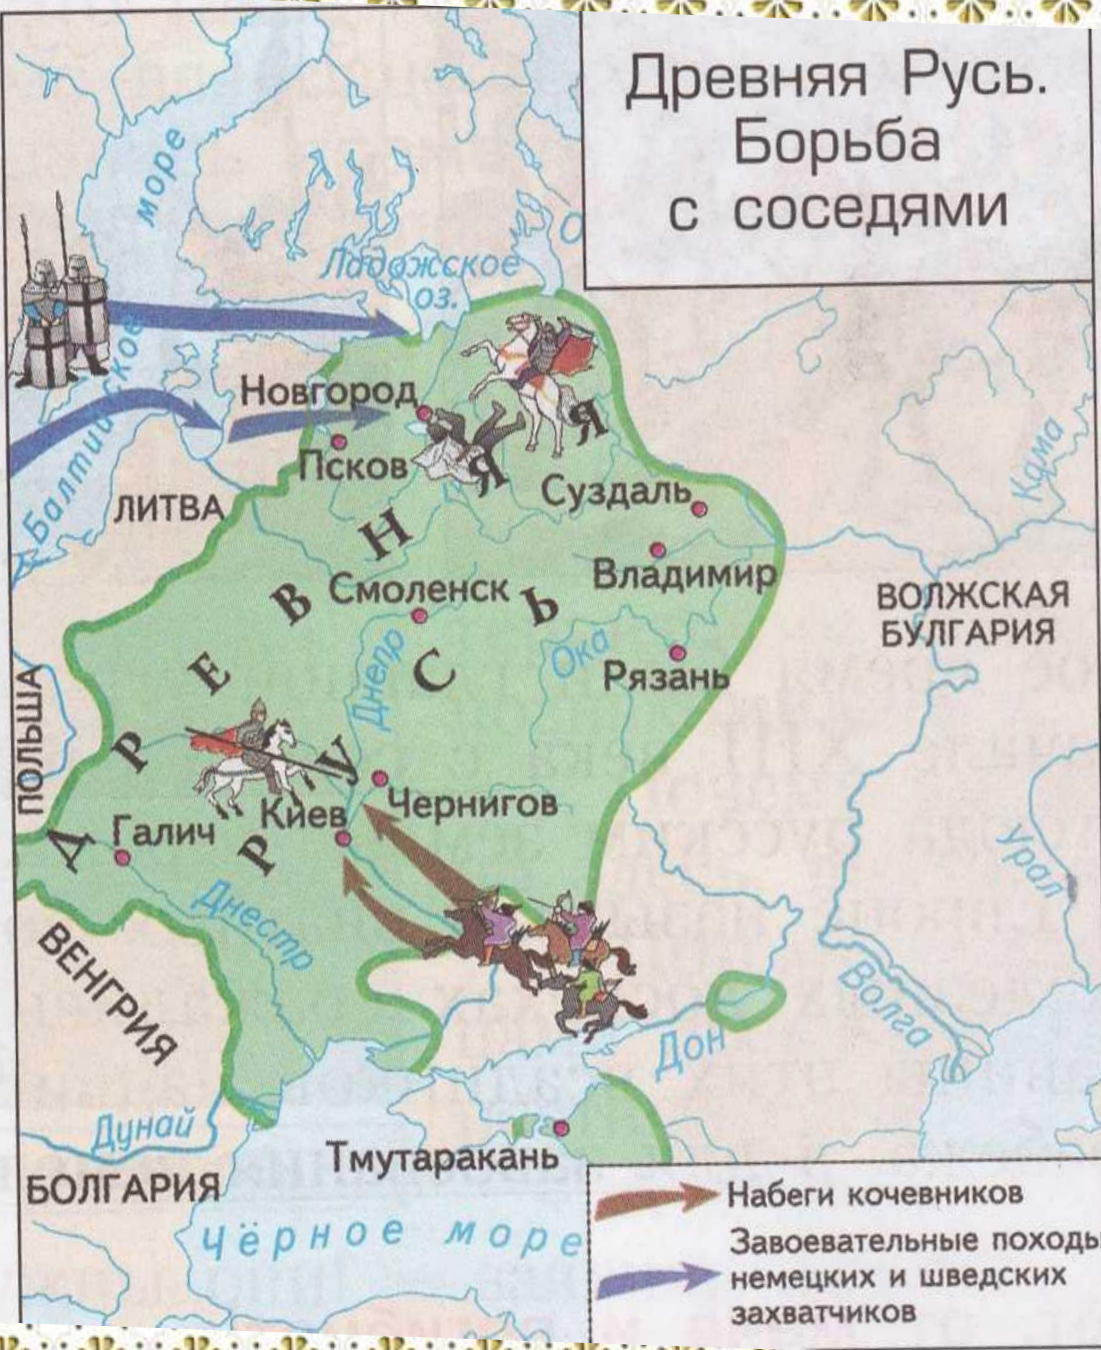 Древняя Русь.
Борьба
с соседями
море
Ладожское
оз.
О
Балтийское
Новгород
Псков
ЛИТВА
Суздаль
Владимир
Смоленск
Кама
ВОЛЖСКАЯ
БУЛГАРИЯ
Днепр
Ока
Рязань
ДРЕВНЯЯ
РУСЬ
ПОЛЬША
Чернигов
Киев
Галич
Днестр
ВЕНГРИЯ
Урал
Волга
Дон
Дунай
Тмутаракань
БОЛГАРИЯ
Чёрное море
Набеги кочевников
Завоевательные походы
немецких и шведских
захватчиков